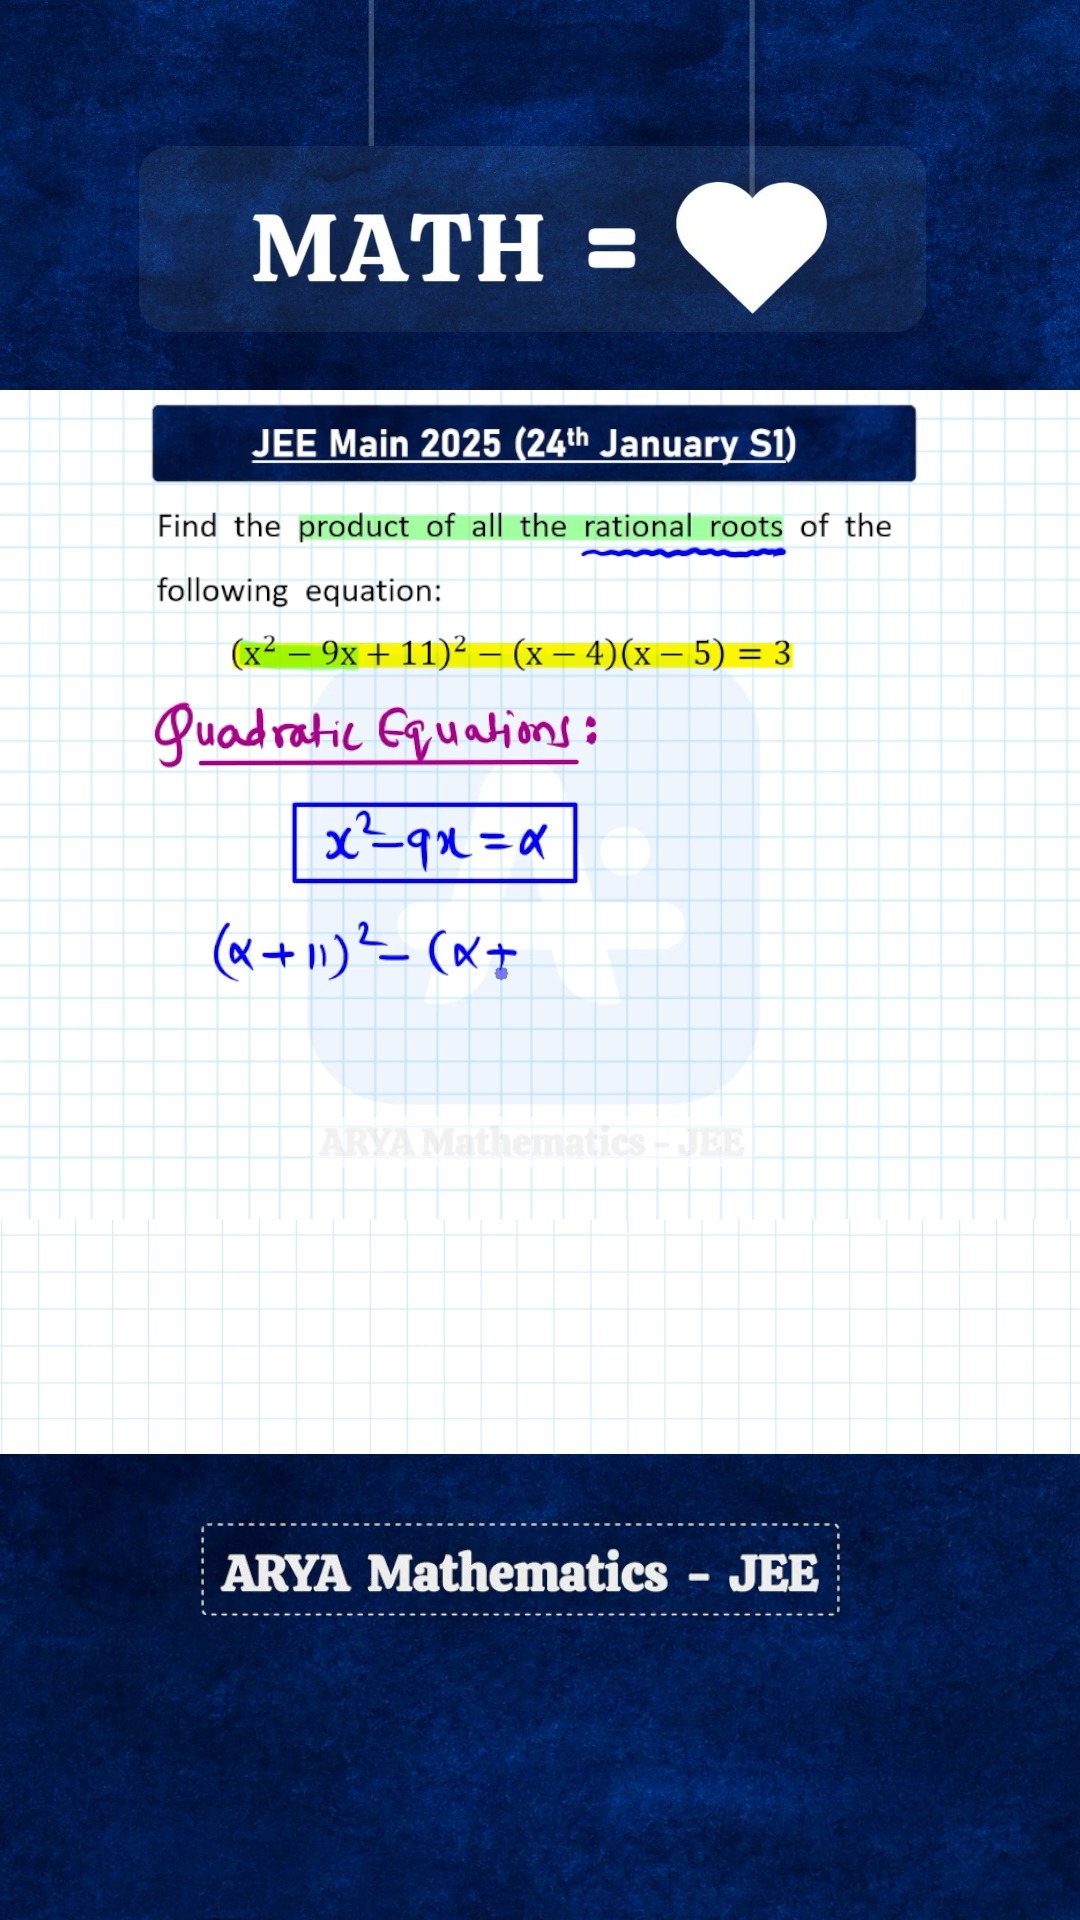 MATH =
JEE Main 2025 (24th January S1)
Find the product of all the rational roots of the
following equation:
(x² − 9x + 11)² − (x − 4)(x − 5) = 3
Quadratic Equations:
x²-9x = α
(α + 11)² - (α +
ARYA Mathematics - JEE
ARYA Mathematics - JEE